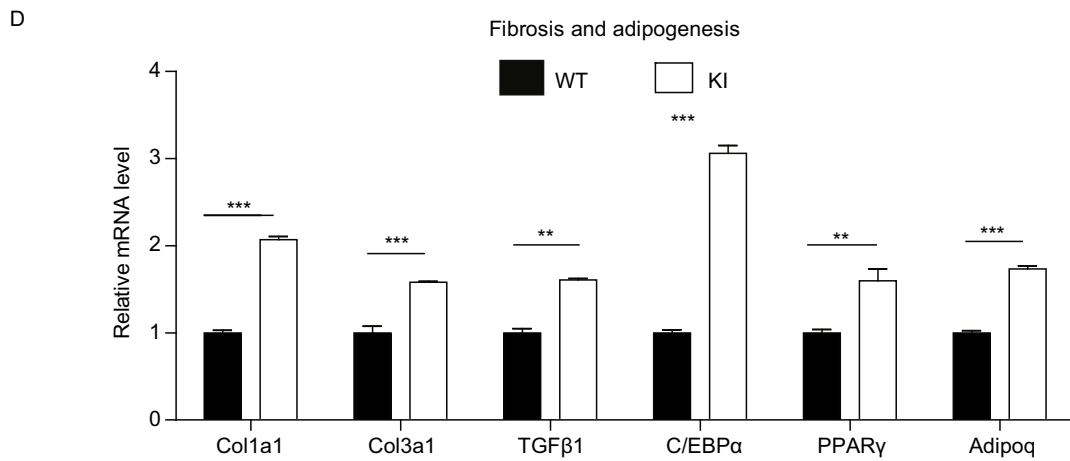 D
Fibrosis and adipogenesis
WT KI
Relative mRNA level
4
3
2
1
0
***
***
**
***
**
***
Col1a1 Col3a1 TGFβ1 C/EBPα PPARγ Adipoq